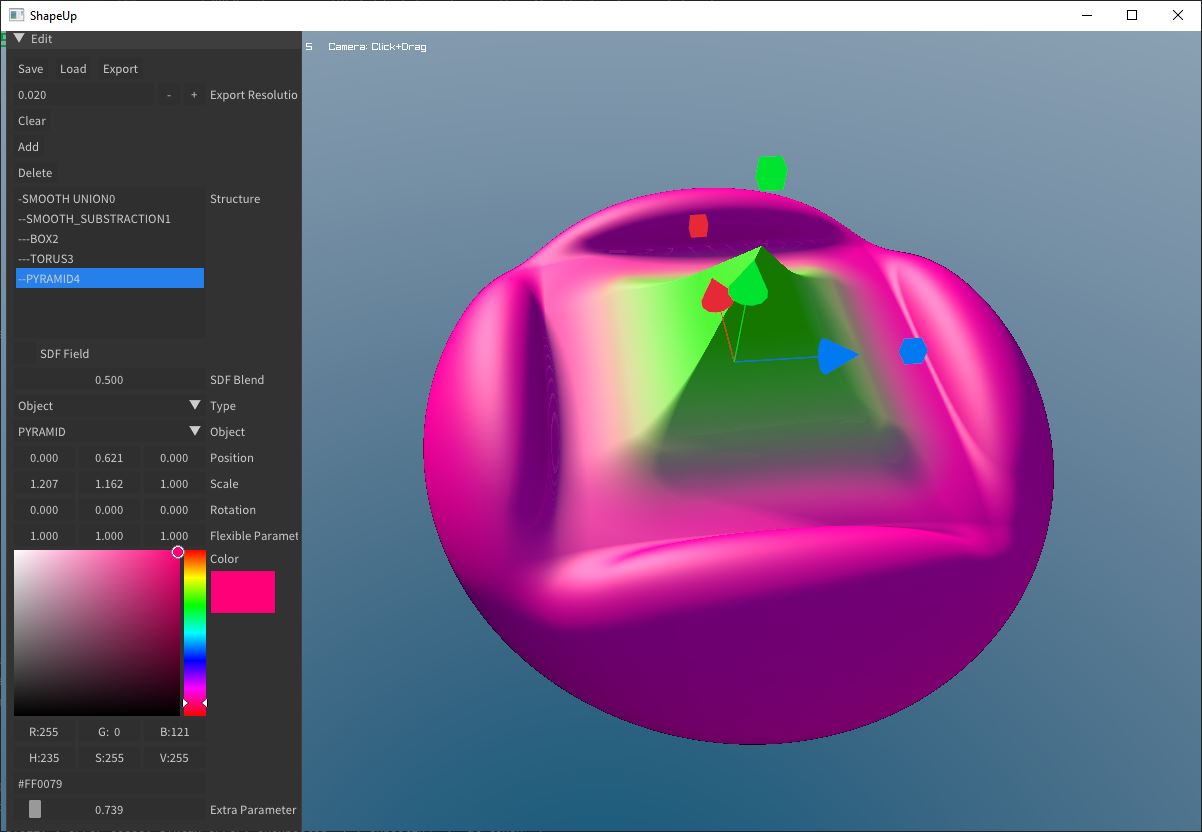 ShapeUp
Edit
S Camera: Click+Drag
Save Load Export
0.020 - + Export Resolutio
Clear
Add
Delete
-SMOOTH UNION0 Structure
--SMOOTH_SUBSTRACTION1
---BOX2
---TORUS3
--PYRAMID4
SDF Field
0.500 SDF Blend
Object Type
PYRAMID Object
0.000 0.621 0.000 Position
1.207 1.162 1.000 Scale
0.000 0.000 0.000 Rotation
1.000 1.000 1.000 Flexible Paramet
Color
R:255 G: 0 B:121
H:235 S:255 V:255
#FF0079
0.739 Extra Parameter